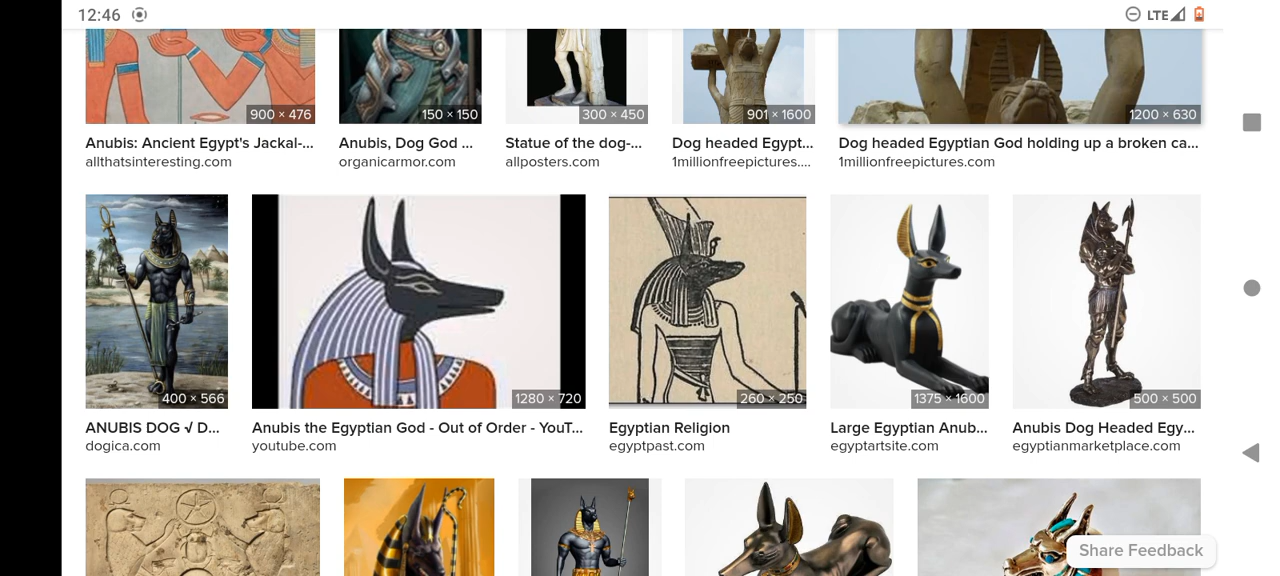 12:46
LTE
900 × 476
150 × 150
300 × 450
901 × 1600
1200 × 630
Anubis: Ancient Egypt's Jackal-...
allthatsinteresting.com
Anubis, Dog God ...
organicarmor.com
Statue of the dog-...
allposters.com
Dog headed Egypt...
1millionfreepictures....
Dog headed Egyptian God holding up a broken ca...
1millionfreepictures.com
400 × 566
1280 × 720
260 × 250
1375 × 1600
500 × 500
ANUBIS DOG √ D...
dogica.com
Anubis the Egyptian God - Out of Order - YouT...
youtube.com
Egyptian Religion
egyptpast.com
Large Egyptian Anub...
egyptartsite.com
Anubis Dog Headed Egy...
egyptianmarketplace.com
Share Feedback